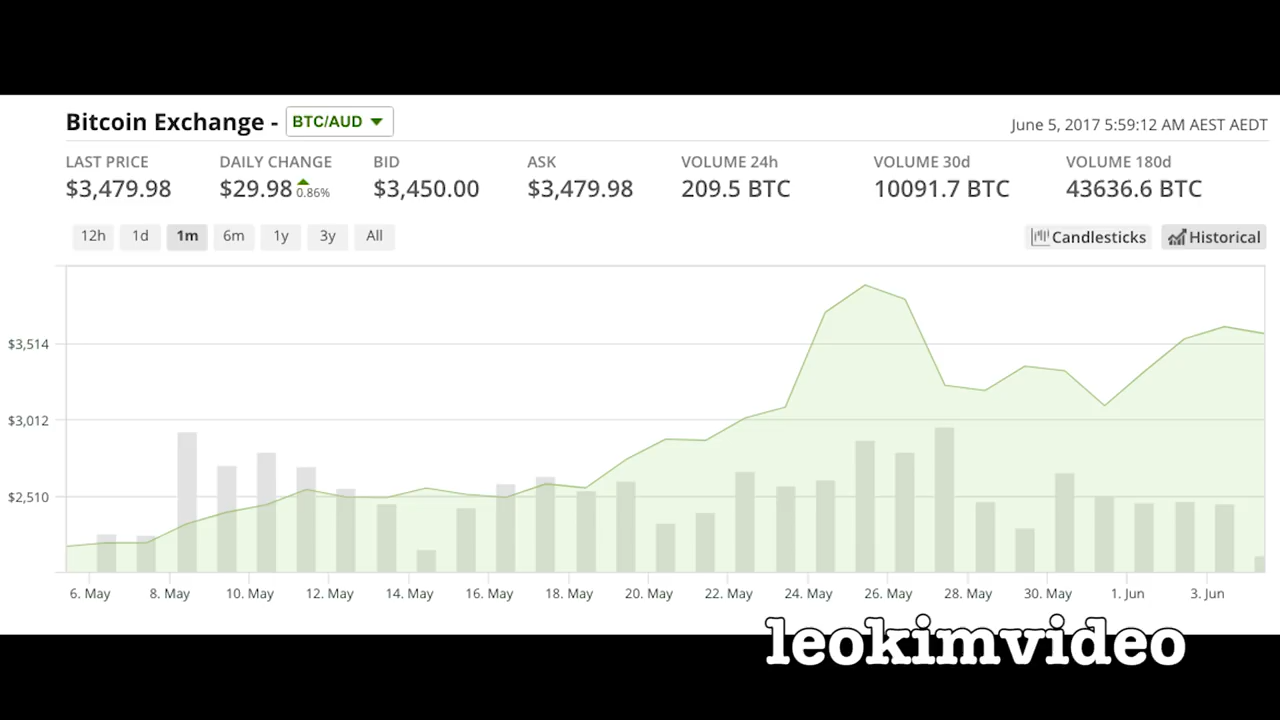 Bitcoin Exchange - BTC/AUD
June 5, 2017 5:59:12 AM AEST AEDT
LAST PRICE DAILY CHANGE BID ASK VOLUME 24h VOLUME 30d VOLUME 180d
$3,479.98 $29.98 0.86% $3,450.00 $3,479.98 209.5 BTC 10091.7 BTC 43636.6 BTC
12h 1d 1m 6m 1y 3y All Candlesticks Historical
$3,514
$3,012
$2,510
6. May 8. May 10. May 12. May 14. May 16. May 18. May 20. May 22. May 24. May 26. May 28. May 30. May 1. Jun 3. Jun
leokimvideo